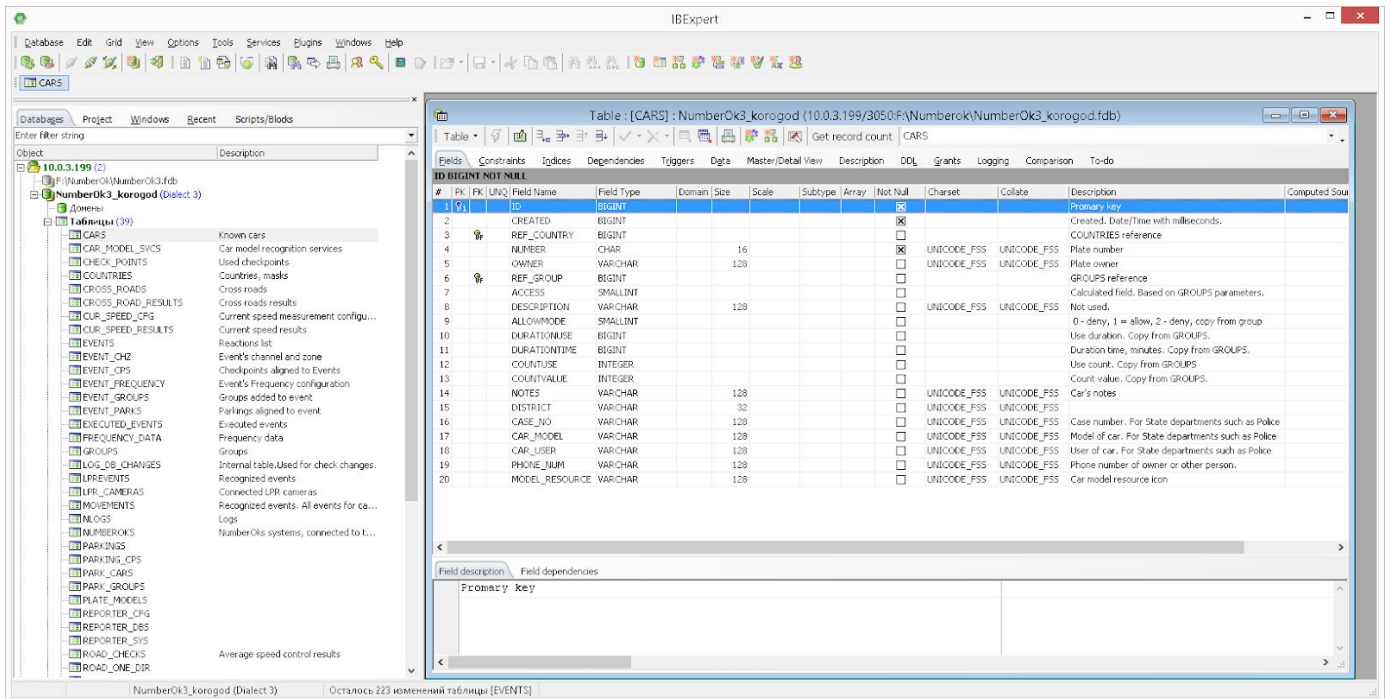 IBExpert
Database Edit Grid View Options Tools Services Plugins Windows Help
CARS
Databases Project Windows Recent Scripts/Blocks
Enter filter string
Object Description
10.0.3.199 (2)
F:\NumberOk\NumberOk3.fdb
NumberOk3_korogod (Dialect 3)
Домены
Таблицы (39)
CARS Known cars
CAR_MODEL_SVCS Car model recognition services
CHECK_POINTS Used checkpoints
COUNTRIES Countries, masks
CROSS_ROADS Cross roads
CROSS_ROAD_RESULTS Cross roads results
CUR_SPEED_CFG Current speed measurement configu...
CUR_SPEED_RESULTS Current speed results
EVENTS Reactions list
EVENT_CHZ Event's channel and zone
EVENT_CPS Checkpoints aligned to Events
EVENT_FREQUENCY Event's Frequency configuration
EVENT_GROUPS Groups added to event
EVENT_PARKS Parkings aligned to event
EXECUTED_EVENTS Executed events
FREQUENCY_DATA Frequency data
GROUPS Groups
LOG_DB_CHANGES Internal table.Used for check changes.
LPREVENTS Recognized events
LPR_CAMERAS Connected LPR cameras
MOVEMENTS Recognized events. All events for ca...
NLOGS Logs
NUMBEROKS NumberOks systems, connected to t...
PARKINGS
PARKING_CPS
PARK_CARS
PARK_GROUPS
PLATE_MODELS
REPORTER_CFG
REPORTER_DBS
REPORTER_SYS
ROAD_CHECKS Average speed control results
ROAD_ONE_DIR
Table : [CARS] : NumberOk3_korogod (10.0.3.199/3050:F:\Numberok\NumberOk3_korogod.fdb)
Table Get record count CARS
Fields Constraints Indices Dependencies Triggers Data Master/Detail View Description DDL Grants Logging Comparison To-do
ID BIGINT NOT NULL
# PK FK UNQ Field Name Field Type Domain Size Scale Subtype Array Not Null Charset Collate Description Computed Sour
1 1 ID BIGINT Promary key
2 CREATED BIGINT Created. Date/Time with milliseconds.
3 REF_COUNTRY BIGINT COUNTRIES reference
4 NUMBER CHAR 16 UNICODE_FSS UNICODE_FSS Plate number
5 OWNER VARCHAR 128 UNICODE_FSS UNICODE_FSS Plate owner
6 REF_GROUP BIGINT GROUPS reference
7 ACCESS SMALLINT Calculated field. Based on GROUPS parameters.
8 DESCRIPTION VARCHAR 128 UNICODE_FSS UNICODE_FSS Not used.
9 ALLOWMODE SMALLINT 0 - deny, 1 = allow, 2 - deny, copy from group
10 DURATIONUSE BIGINT Use duration. Copy from GROUPS.
11 DURATIONTIME BIGINT Duration time, minutes. Copy from GROUPS.
12 COUNTUSE INTEGER Use count. Copy from GROUPS
13 COUNTVALUE INTEGER Count value. Copy from GROUPS.
14 NOTES VARCHAR 128 UNICODE_FSS UNICODE_FSS Car's notes
15 DISTRICT VARCHAR 32 UNICODE_FSS UNICODE_FSS
16 CASE_NO VARCHAR 128 UNICODE_FSS UNICODE_FSS Case number. For State departments such as Police
17 CAR_MODEL VARCHAR 128 UNICODE_FSS UNICODE_FSS Model of car. For State departments such as Police
18 CAR_USER VARCHAR 128 UNICODE_FSS UNICODE_FSS User of car. For State departments such as Police
19 PHONE_NUM VARCHAR 128 UNICODE_FSS UNICODE_FSS Phone number of owner or other person.
20 MODEL_RESOURCE VARCHAR 128 UNICODE_FSS UNICODE_FSS Car model resource icon
Field description Field dependencies
Promary key
NumberOk3_korogod (Dialect 3) Осталось 223 изменений таблицы [EVENTS]